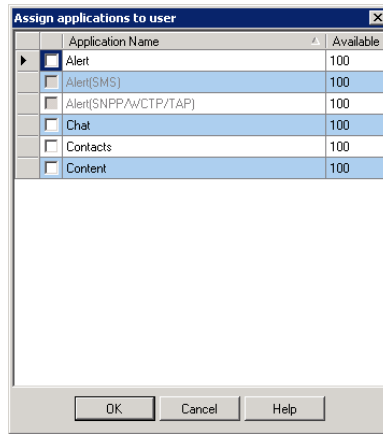 Assign applications to user
Application Name Available
Alert 100
Alert(SMS) 100
Alert(SNPP/WCTP/TAP) 100
Chat 100
Contacts 100
Content 100
OK Cancel Help